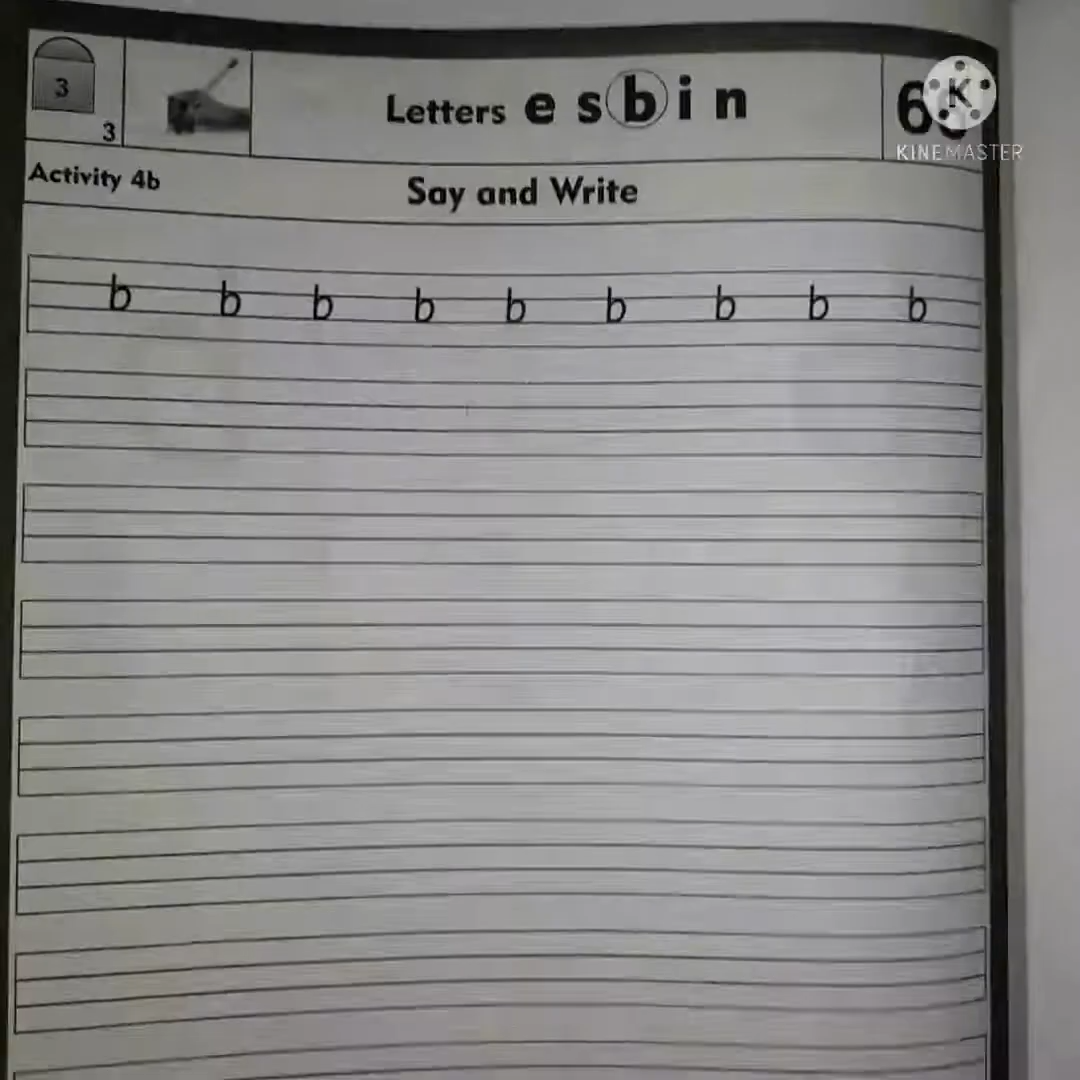 3
3
Letters e s b i n
KINEMASTER
Activity 4b
Say and Write
b b b b b b b b b